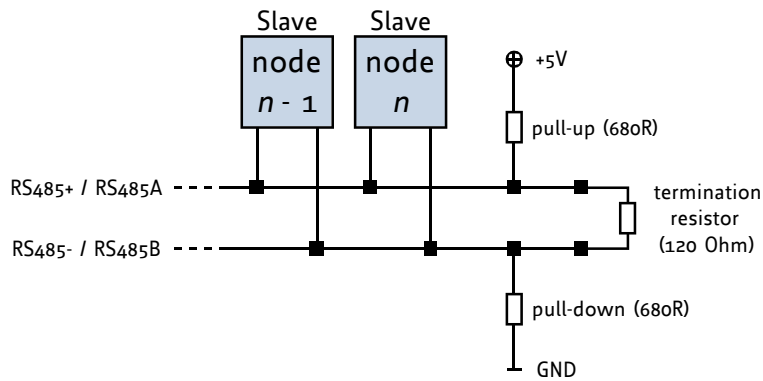 Slave
Slave
node
n - 1
node
n
+5V
pull-up (680R)
RS485+ / RS485A
termination
resistor
(120 Ohm)
RS485- / RS485B
pull-down (680R)
GND